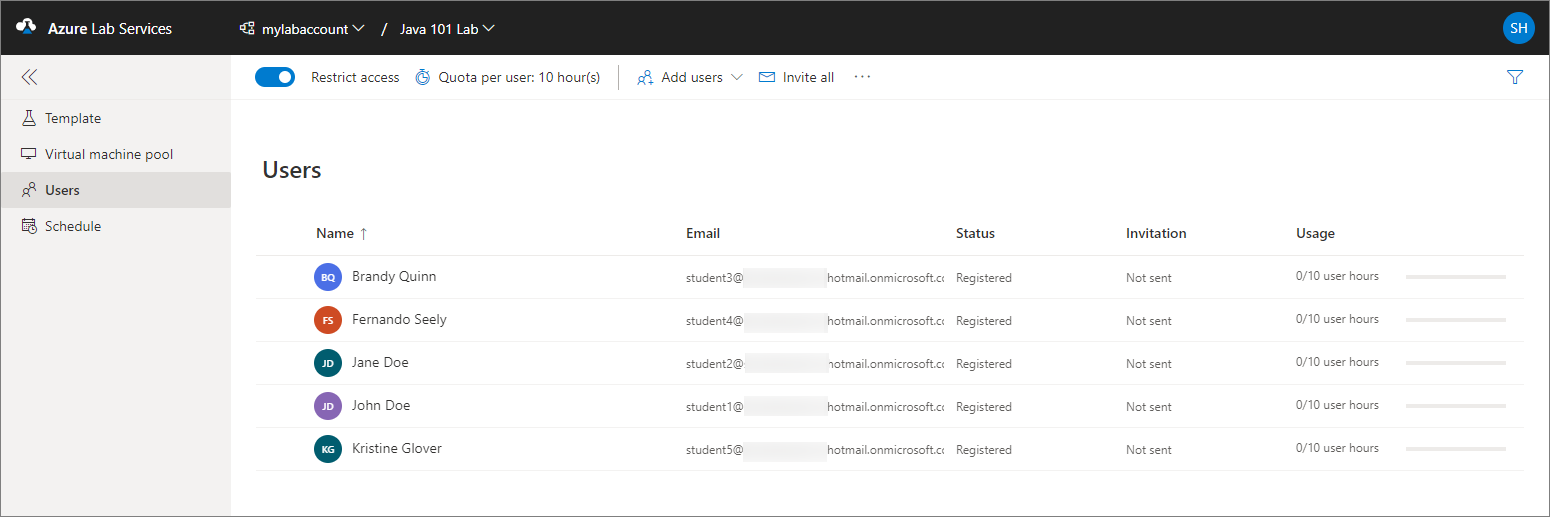 Azure Lab Services mylabaccount / Java 101 Lab SH
Restrict access Quota per user: 10 hour(s) Add users Invite all ...
Template
Virtual machine pool
Users
Schedule
Users
Name ↑ Email Status Invitation Usage
BQ Brandy Quinn student3@ hotmail.onmicrosoft.co Registered Not sent 0/10 user hours
FS Fernando Seely student4@ hotmail.onmicrosoft.co Registered Not sent 0/10 user hours
JD Jane Doe student2@ hotmail.onmicrosoft.co Registered Not sent 0/10 user hours
JD John Doe student1@ hotmail.onmicrosoft.co Registered Not sent 0/10 user hours
KG Kristine Glover student5@ hotmail.onmicrosoft.co Registered Not sent 0/10 user hours